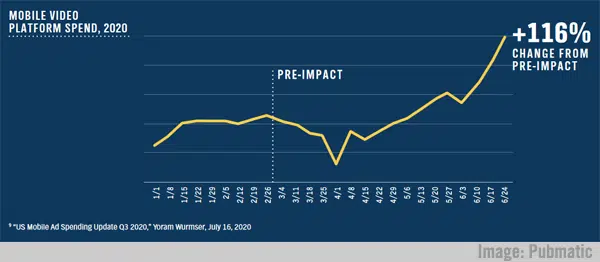 MOBILE VIDEO
PLATFORM SPEND, 2020
+116%
CHANGE FROM
PRE-IMPACT
PRE-IMPACT
1/1 1/8 1/15 1/22 1/29 2/5 2/12 2/19 2/26 3/4 3/11 3/18 3/25 4/1 4/8 4/15 4/22 4/29 5/6 5/13 5/20 5/27 6/3 6/10 6/17 6/24
⁹ “US Mobile Ad Spending Update Q3 2020,” Yoram Wurmser, July 16, 2020
Image: Pubmatic